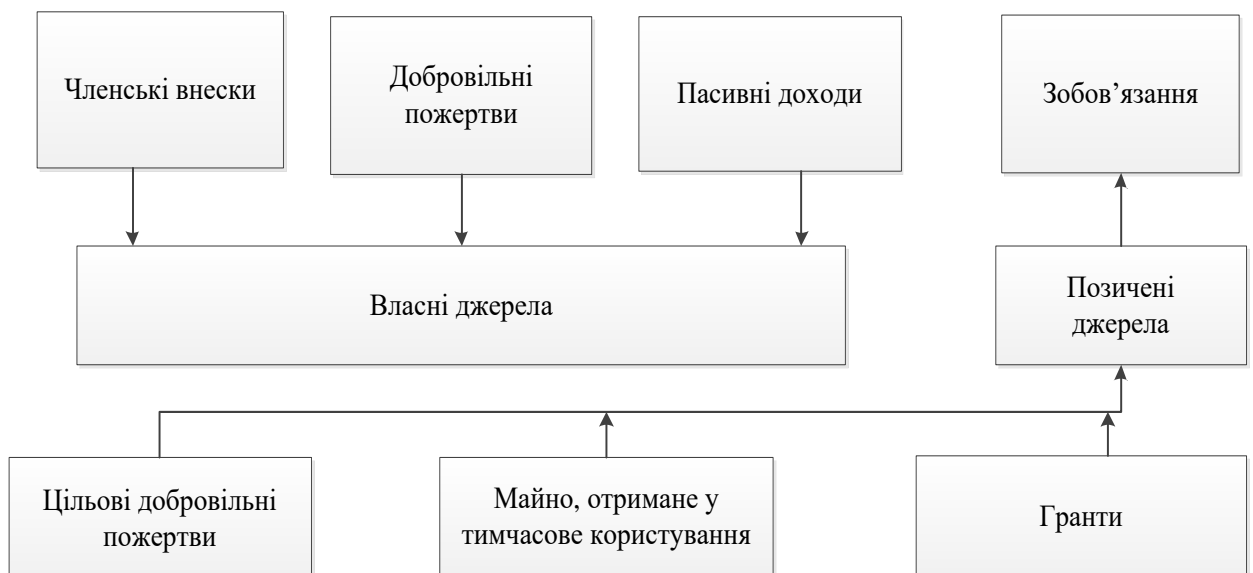 Членські внески
Добровільні
пожертви
Пасивні доходи
Зобов’язання
Власні джерела
Позичені
джерела
Цільові добровільні
пожертви
Майно, отримане у
тимчасове користування
Гранти